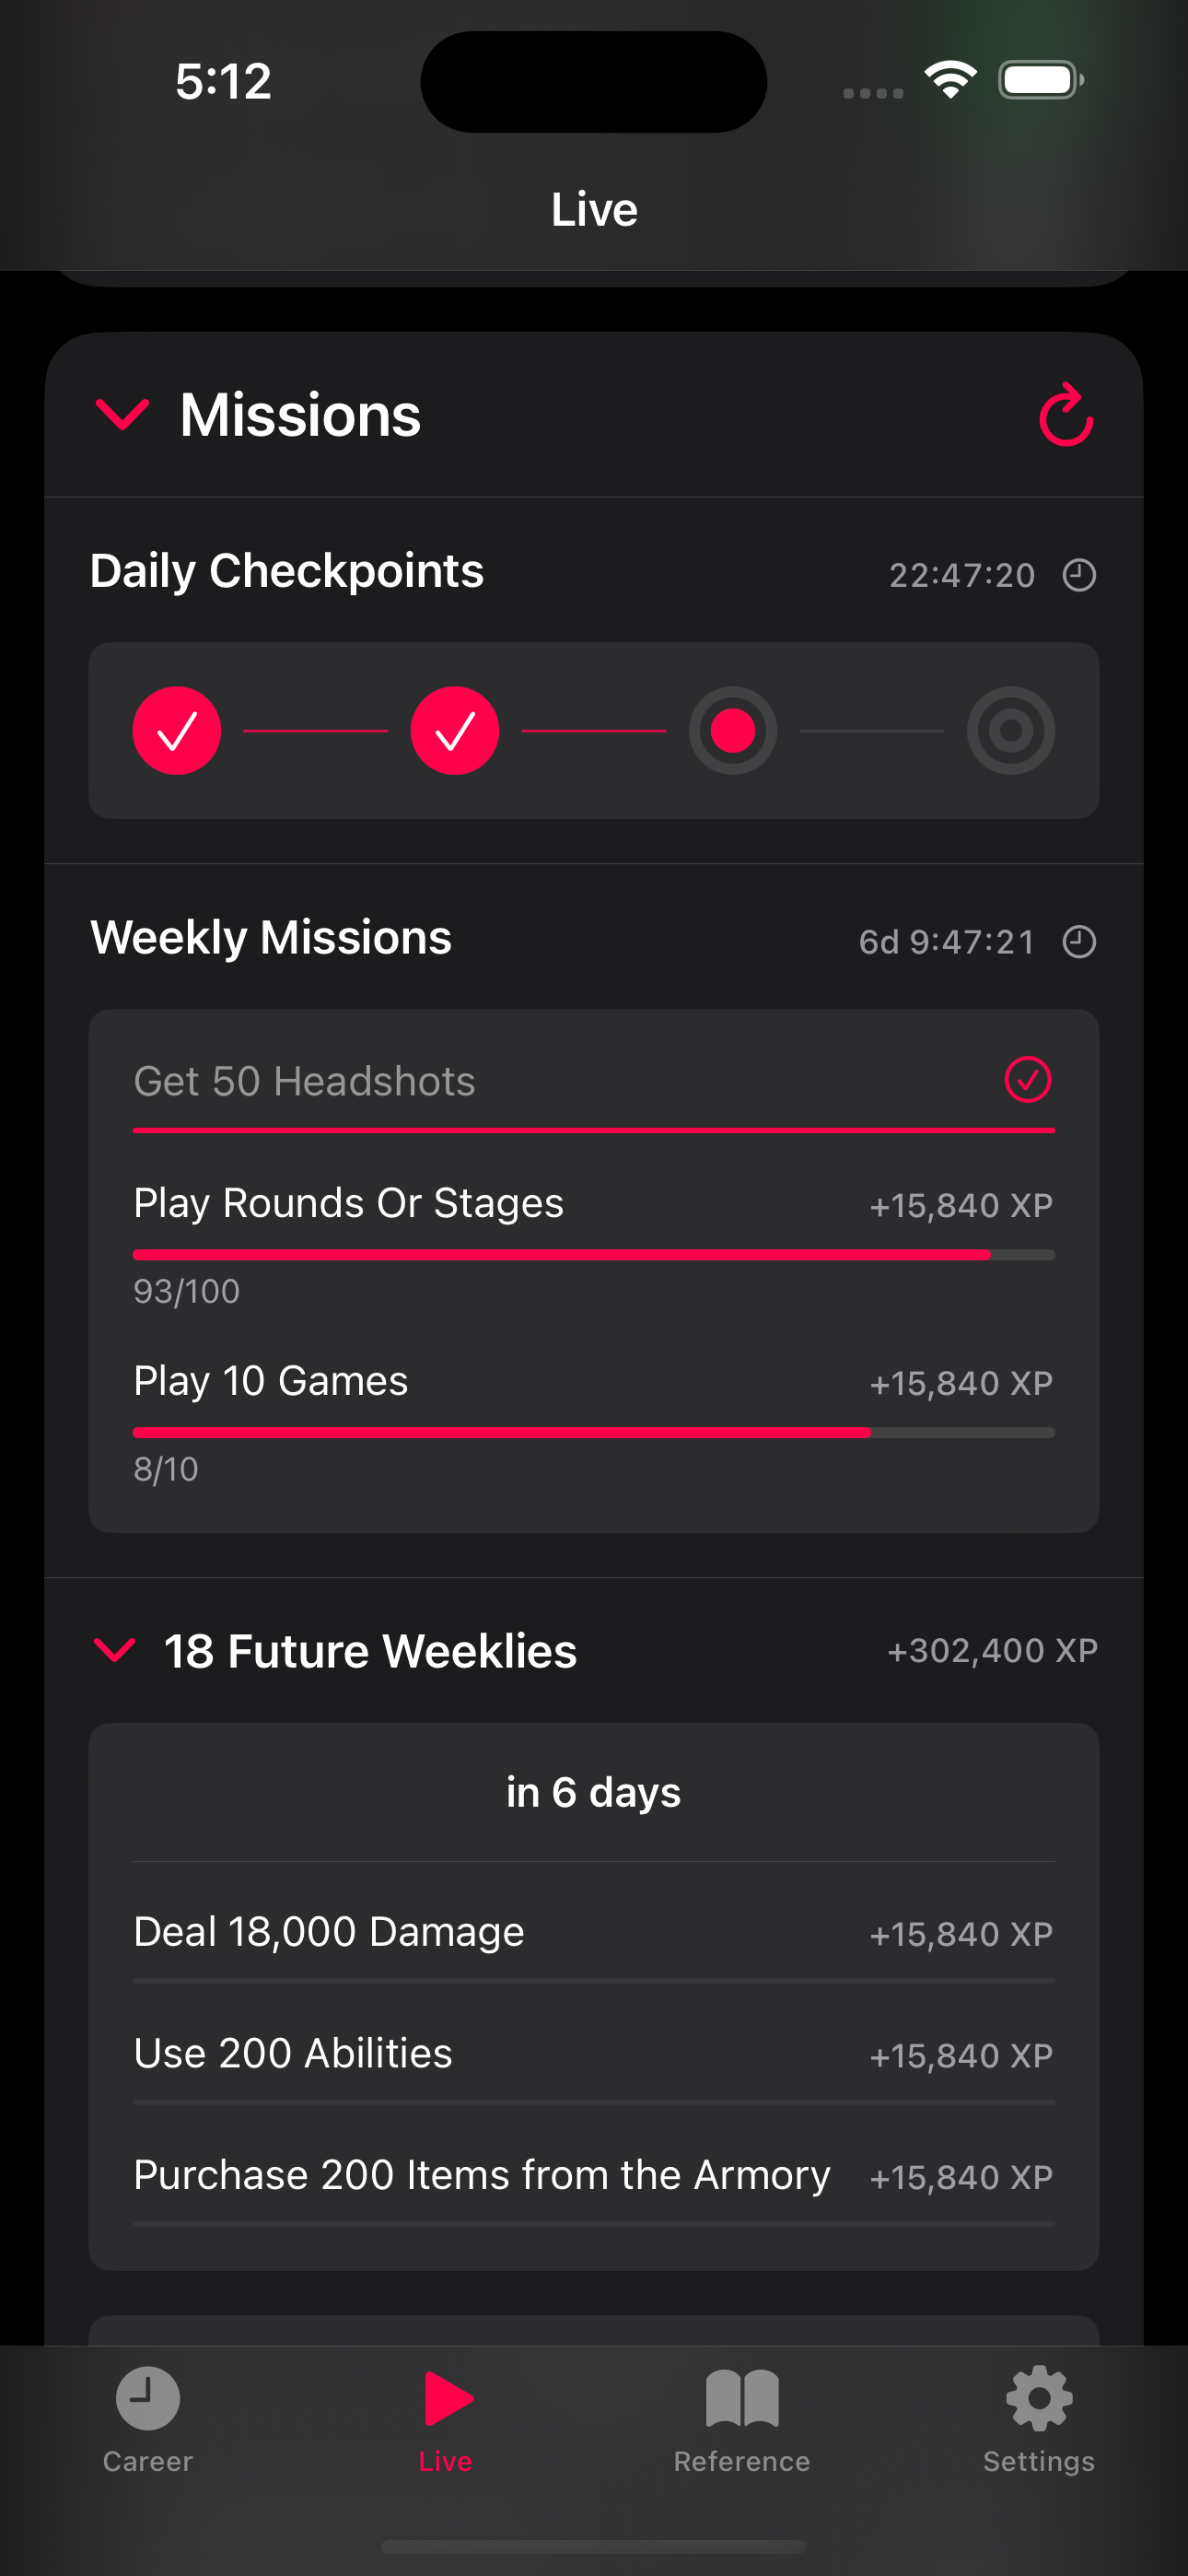 5:12
Live
Missions
Daily Checkpoints 22:47:20
Weekly Missions 6d 9:47:21
Get 50 Headshots
Play Rounds Or Stages +15,840 XP
93/100
Play 10 Games +15,840 XP
8/10
18 Future Weeklies +302,400 XP
in 6 days
Deal 18,000 Damage +15,840 XP
Use 200 Abilities +15,840 XP
Purchase 200 Items from the Armory +15,840 XP
Career Live Reference Settings